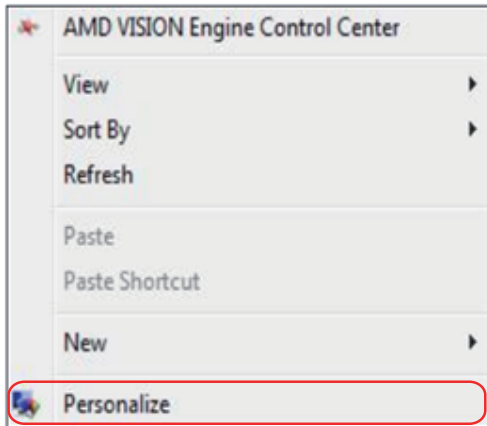 AMD VISION Engine Control Center
View
Sort By
Refresh
Paste
Paste Shortcut
New
Personalize